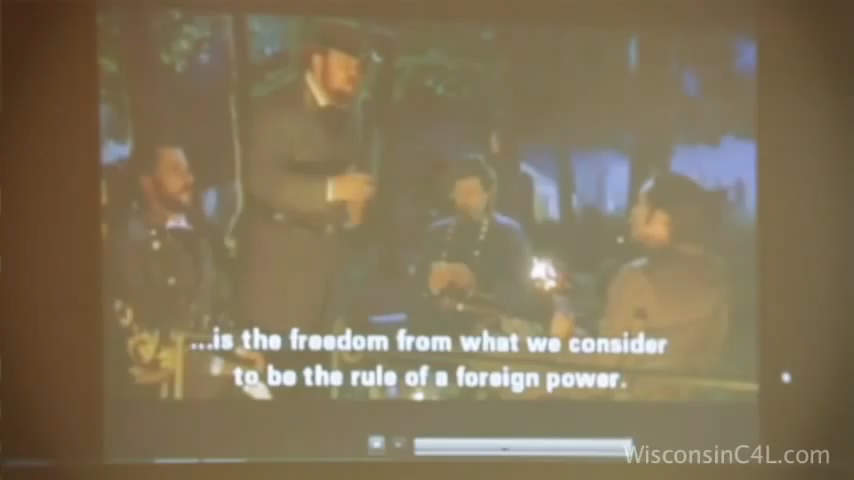 ...is the freedom from what we consider
to be the rule of a foreign power.
WisconsinC4L.com